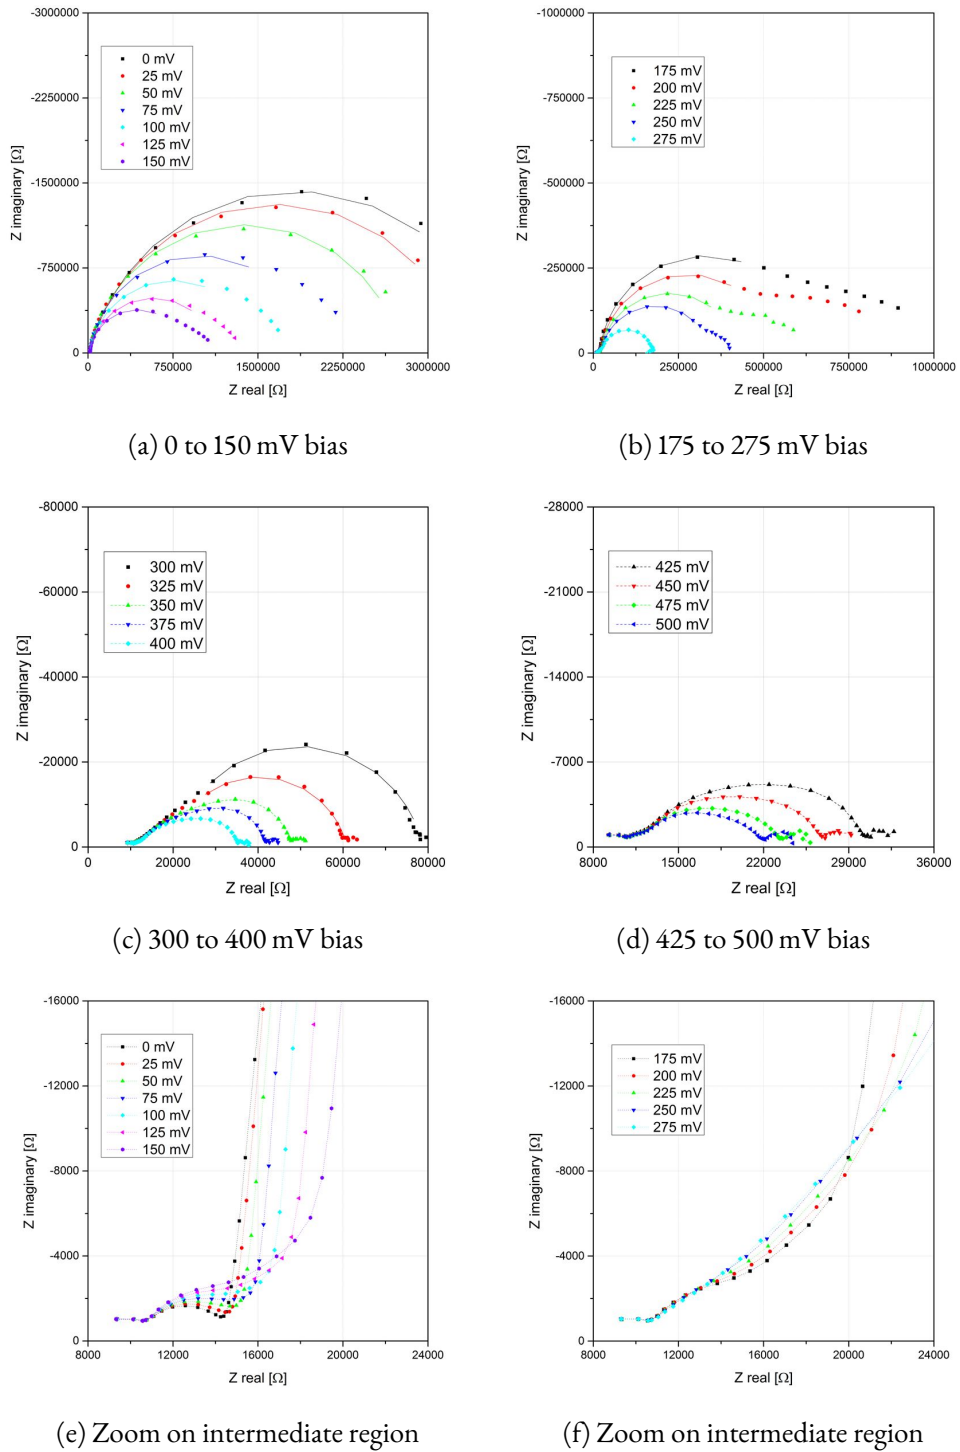 -3000000
-2250000
-1500000
-750000
0
Z imaginary [Ω]
0 mV
25 mV
50 mV
75 mV
100 mV
125 mV
150 mV
0 750000 1500000 2250000 3000000
Z real [Ω]
(a) 0 to 150 mV bias
-1000000
-750000
-500000
-250000
0
Z imaginary [Ω]
175 mV
200 mV
225 mV
250 mV
275 mV
0 250000 500000 750000 1000000
Z real [Ω]
(b) 175 to 275 mV bias
-80000
-60000
-40000
-20000
0
Z imaginary [Ω]
300 mV
325 mV
350 mV
375 mV
400 mV
0 20000 40000 60000 80000
Z real [Ω]
(c) 300 to 400 mV bias
-28000
-21000
-14000
-7000
0
Z imaginary [Ω]
425 mV
450 mV
475 mV
500 mV
8000 15000 22000 29000 36000
Z real [Ω]
(d) 425 to 500 mV bias
-16000
-12000
-8000
-4000
0
Z imaginary [Ω]
0 mV
25 mV
50 mV
75 mV
100 mV
125 mV
150 mV
8000 12000 16000 20000 24000
Z real [Ω]
(e) Zoom on intermediate region
-16000
-12000
-8000
-4000
0
Z imaginary [Ω]
175 mV
200 mV
225 mV
250 mV
275 mV
8000 12000 16000 20000 24000
Z real [Ω]
(f) Zoom on intermediate region